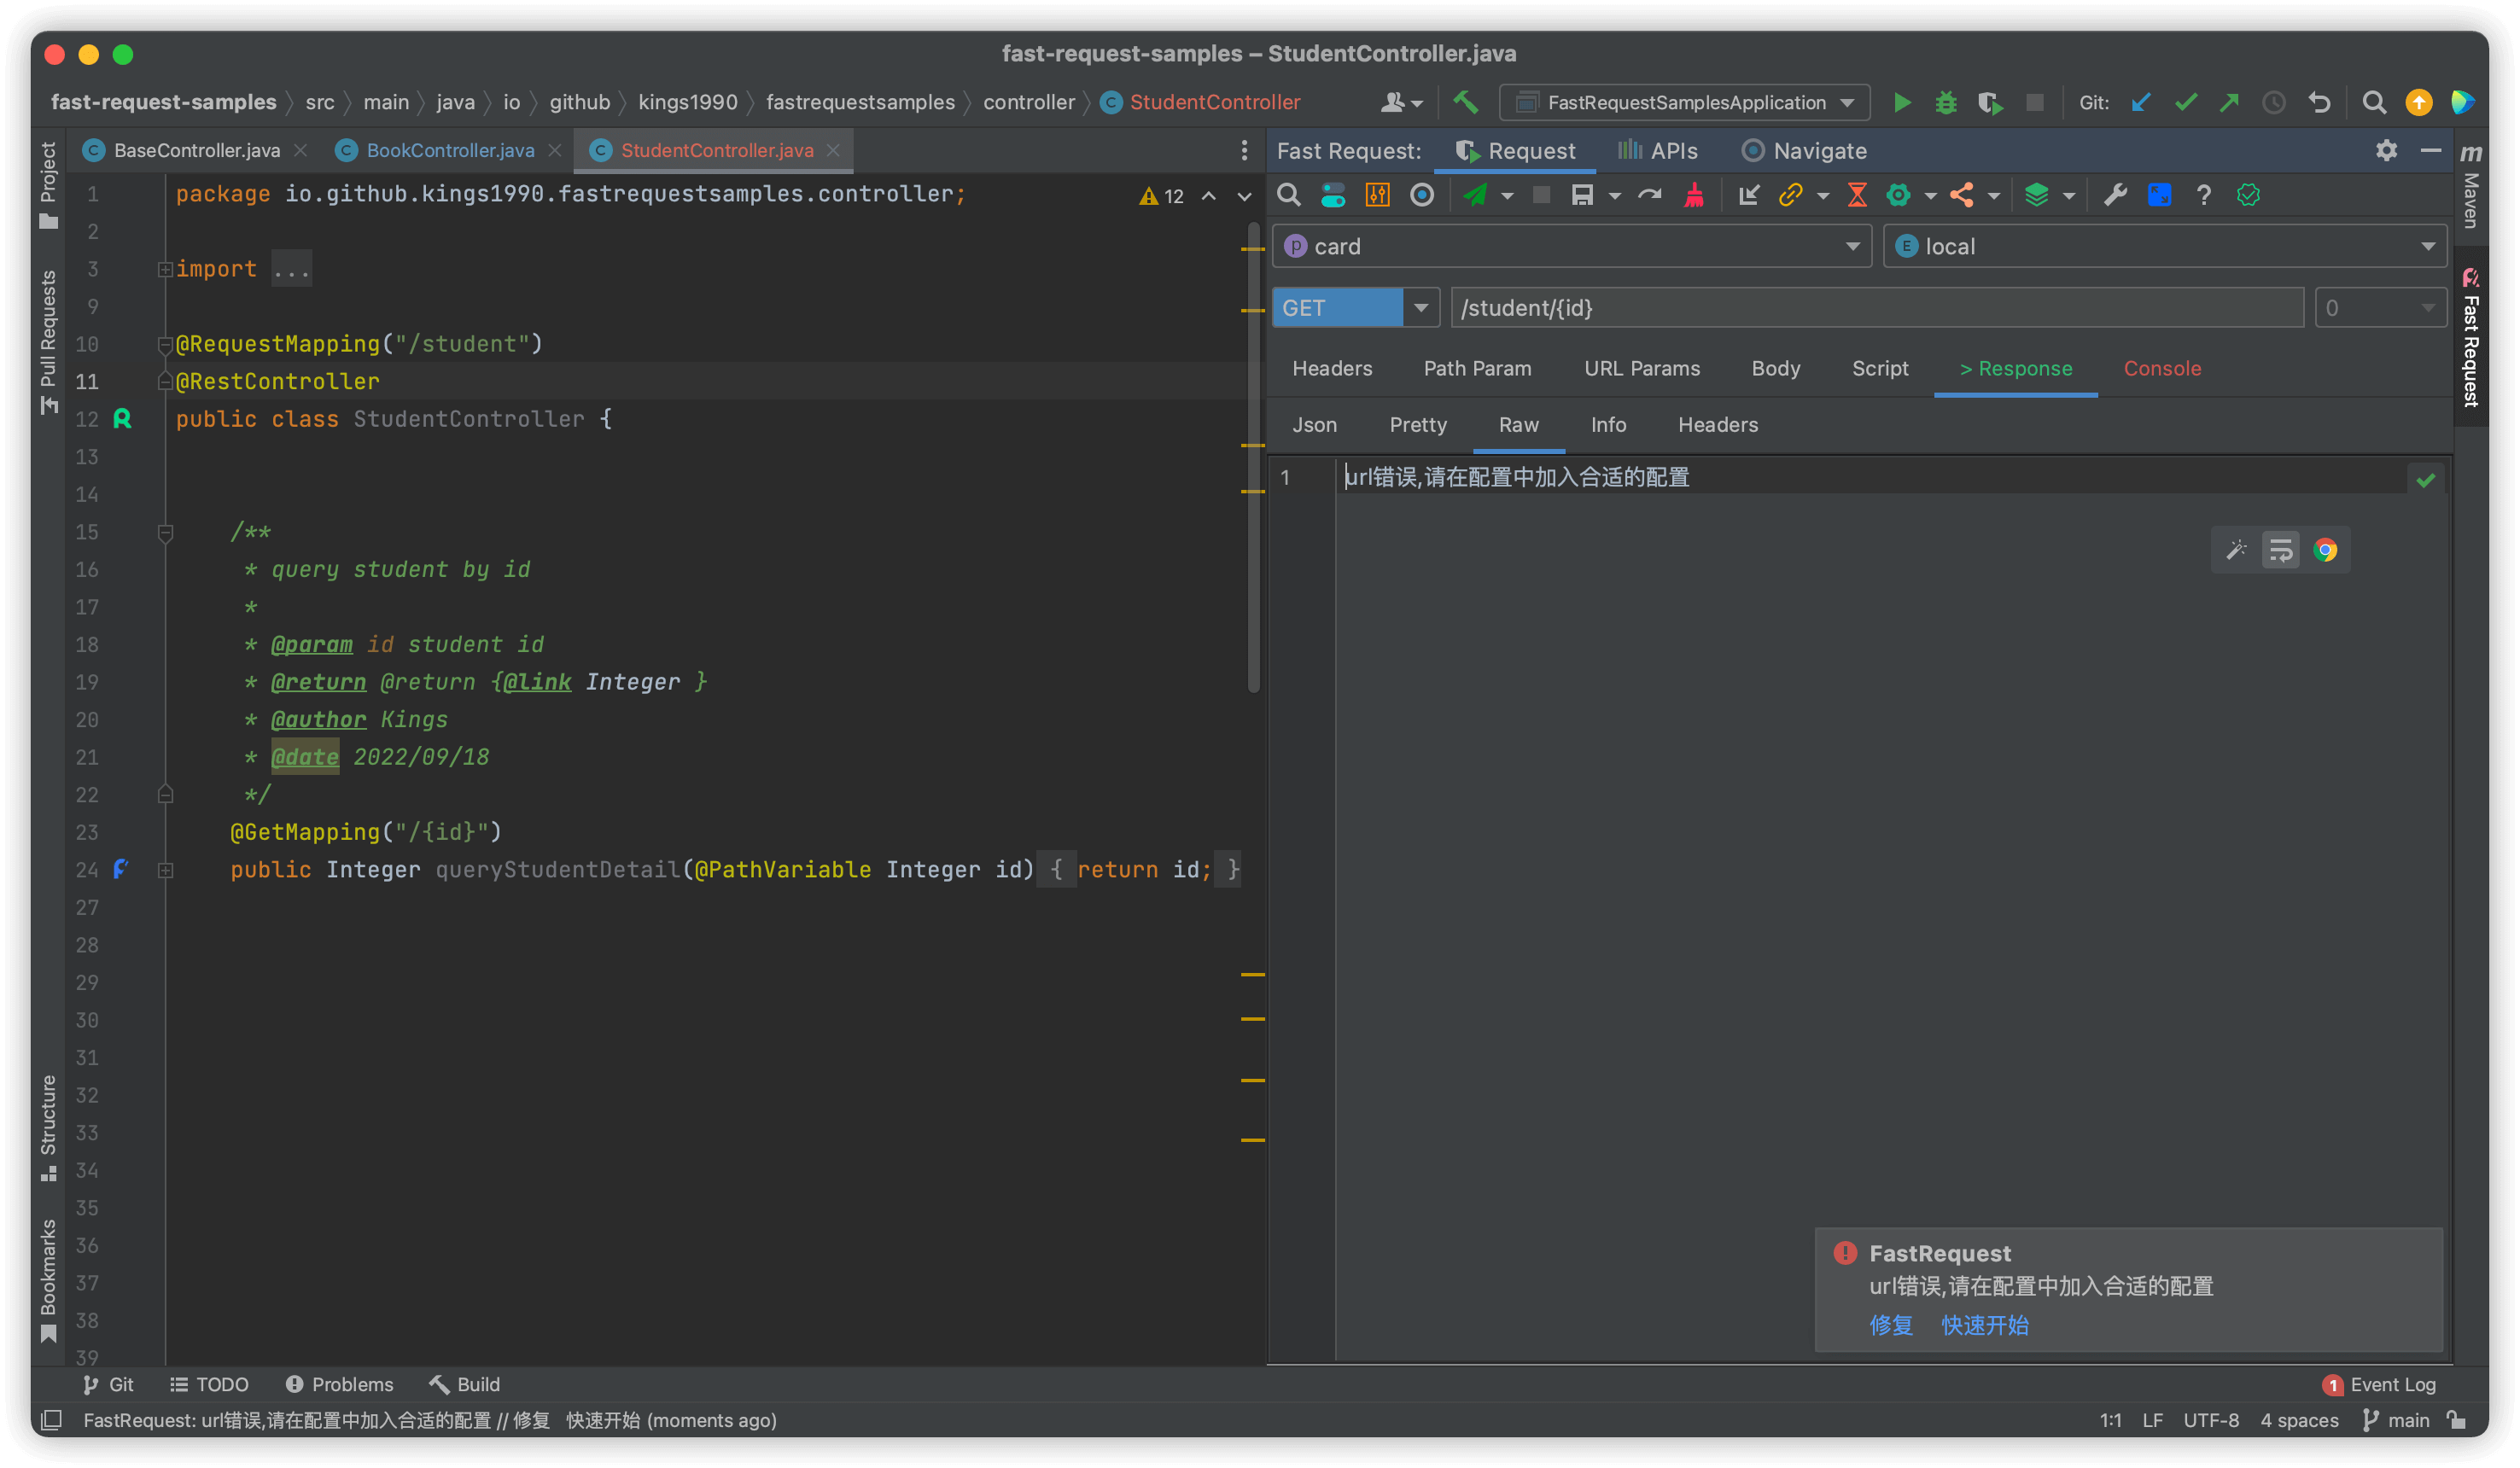 fast-request-samples – StudentController.java
fast-request-samples src main java io github kings1990 fastrequestsamples controller StudentController FastRequestSamplesApplication Git:
BaseController.java BookController.java StudentController.java
Fast Request: Request APIs Navigate
Project
Pull Requests
Structure
Bookmarks
m Maven
Fast Request
1 package io.github.kings1990.fastrequestsamples.controller;
12
2
3 import ...
9
10 @RequestMapping("/student")
11 @RestController
12 public class StudentController {
13
14
15 /**
16 * query student by id
17 *
18 * @param id student id
19 * @return @return {@link Integer }
20 * @author Kings
21 * @date 2022/09/18
22 */
23 @GetMapping("/{id}")
24 public Integer queryStudentDetail(@PathVariable Integer id) { return id; }
27
28
29
30
31
32
33
34
35
36
37
38
39
card local
GET /student/{id} 0
Headers Path Param URL Params Body Script > Response Console
Json Pretty Raw Info Headers
1 url错误,请在配置中加入合适的配置
FastRequest
url错误,请在配置中加入合适的配置
修复 快速开始
Git TODO Problems Build 1 Event Log
FastRequest: url错误,请在配置中加入合适的配置 // 修复 快速开始 (moments ago) 1:1 LF UTF-8 4 spaces main